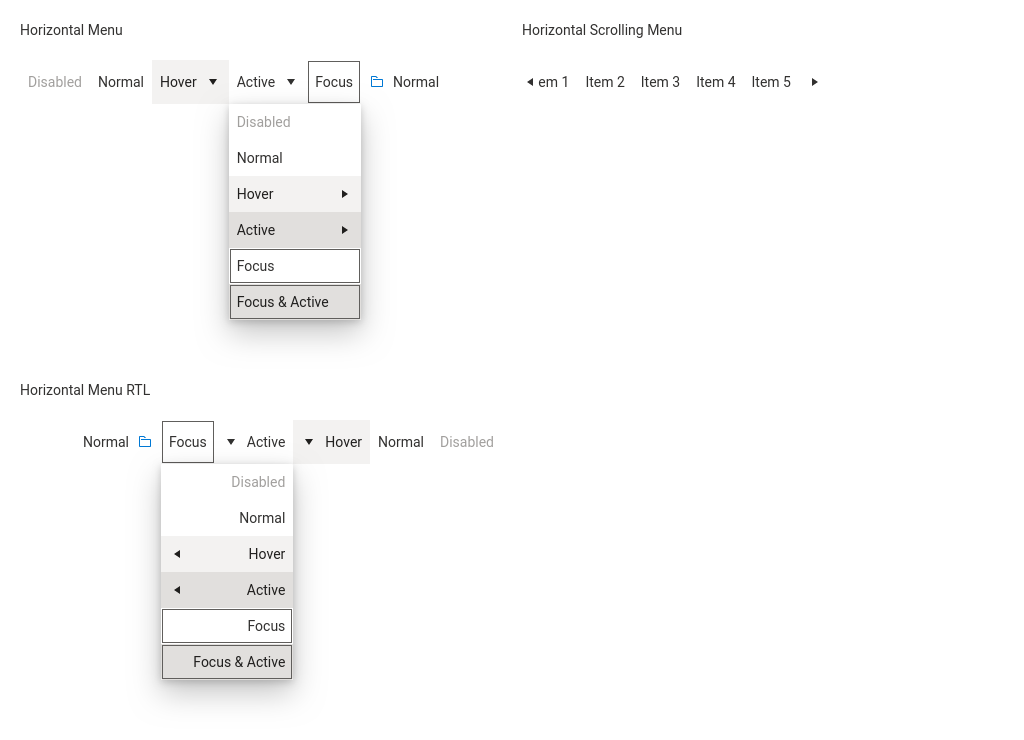 Horizontal Menu
Disabled Normal Hover Active Focus Normal
Disabled
Normal
Hover
Active
Focus
Focus & Active
Horizontal Scrolling Menu
em 1 Item 2 Item 3 Item 4 Item 5
Horizontal Menu RTL
Normal Focus Active Hover Normal Disabled
Disabled
Normal
Hover
Active
Focus
Focus & Active